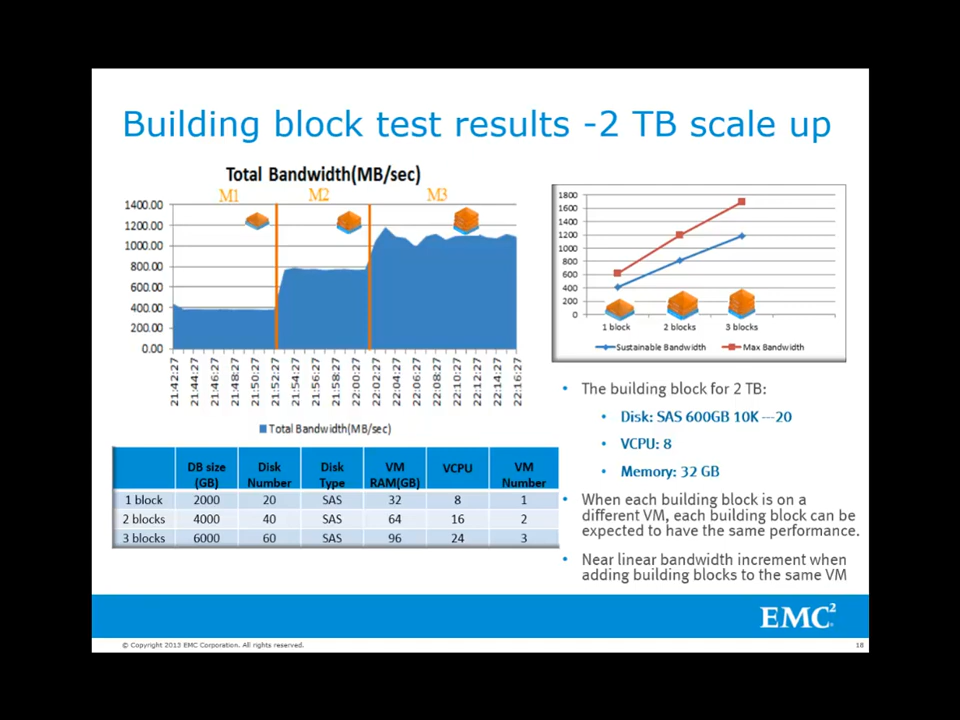 Building block test results -2 TB scale up
Total Bandwidth(MB/sec)
M1 M2 M3
1400.00
1200.00
1000.00
800.00
600.00
400.00
200.00
0.00
21:42:27 21:44:27 21:46:27 21:48:27 21:50:27 21:52:27 21:54:27 21:56:27 21:58:27 22:00:27 22:02:27 22:04:27 22:06:27 22:08:27 22:10:27 22:12:27 22:14:27 22:16:27
Total Bandwidth(MB/sec)
1800
1600
1400
1200
1000
800
600
400
200
0
1 block 2 blocks 3 blocks
Sustainable Bandwidth Max Bandwidth
DB size (GB) Disk Number Disk Type VM RAM(GB) VCPU VM Number
1 block 2000 20 SAS 32 8 1
2 blocks 4000 40 SAS 64 16 2
3 blocks 6000 60 SAS 96 24 3
• The building block for 2 TB:
• Disk: SAS 600GB 10K ---20
• VCPU: 8
• Memory: 32 GB
• When each building block is on a
different VM, each building block can be
expected to have the same performance.
• Near linear bandwidth increment when
adding building blocks to the same VM
EMC²
© Copyright 2013 EMC Corporation. All rights reserved.
18